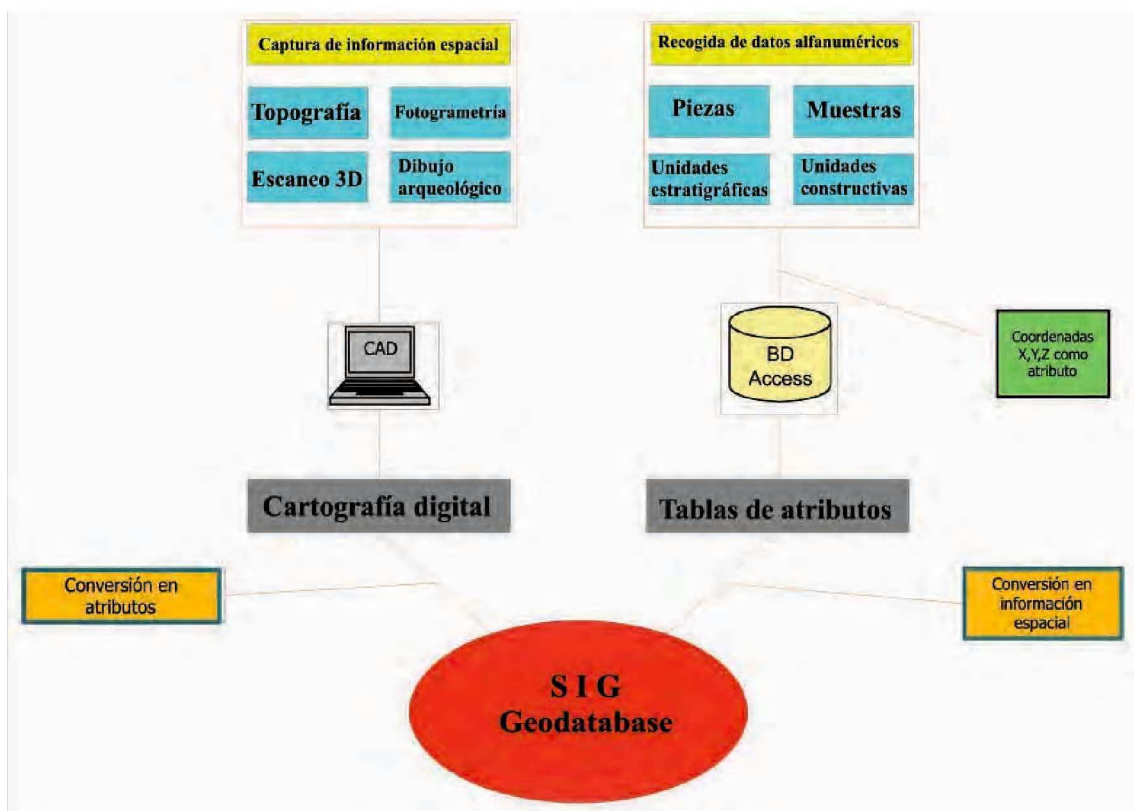 Captura de información espacial
Topografía
Fotogrametría
Escaneo 3D
Dibujo
arqueológico
Recogida de datos alfanuméricos
Piezas
Muestras
Unidades
estratigráficas
Unidades
constructivas
CAD
BD
Access
Coordenadas
X,Y,Z como
atributo
Cartografía digital
Tablas de atributos
Conversión en
atributos
Conversión en
información
espacial
S I G
Geodatabase